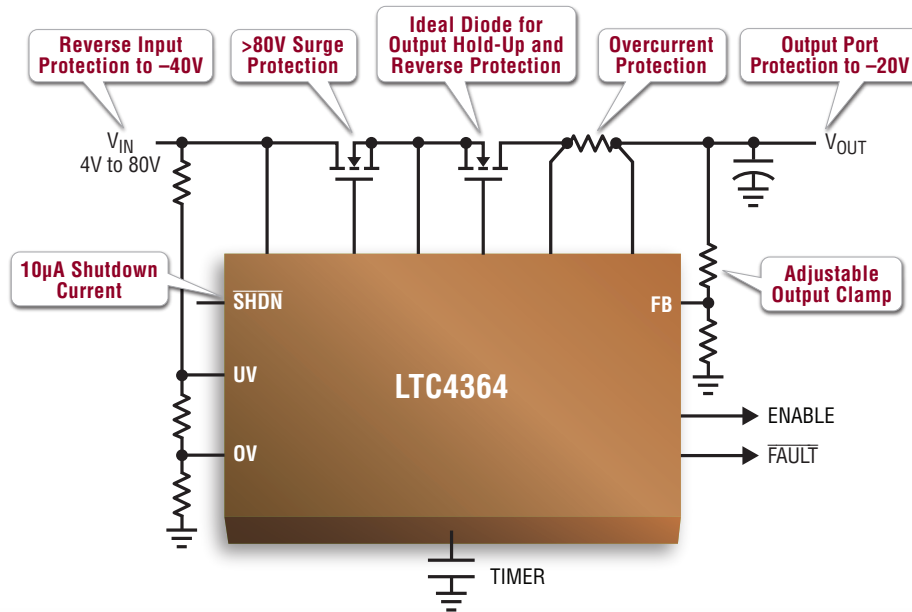 Reverse Input
Protection to –40V
>80V Surge
Protection
Ideal Diode for
Output Hold-Up and
Reverse Protection
Overcurrent
Protection
Output Port
Protection to –20V
VIN
4V to 80V
VOUT
10µA Shutdown
Current
SHDN
FB
Adjustable
Output Clamp
UV
LTC4364
ENABLE
OV
FAULT
TIMER